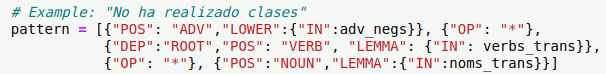 # Example: "No ha realizado clases"
pattern = [{"POS": "ADV","LOWER":{"IN":adv_negs}}, {"OP": "*"},
{"DEP":"ROOT","POS": "VERB", "LEMMA": {"IN": verbs_trans}},
{"OP": "*"}, {"POS":"NOUN","LEMMA":{"IN":noms_trans}}]